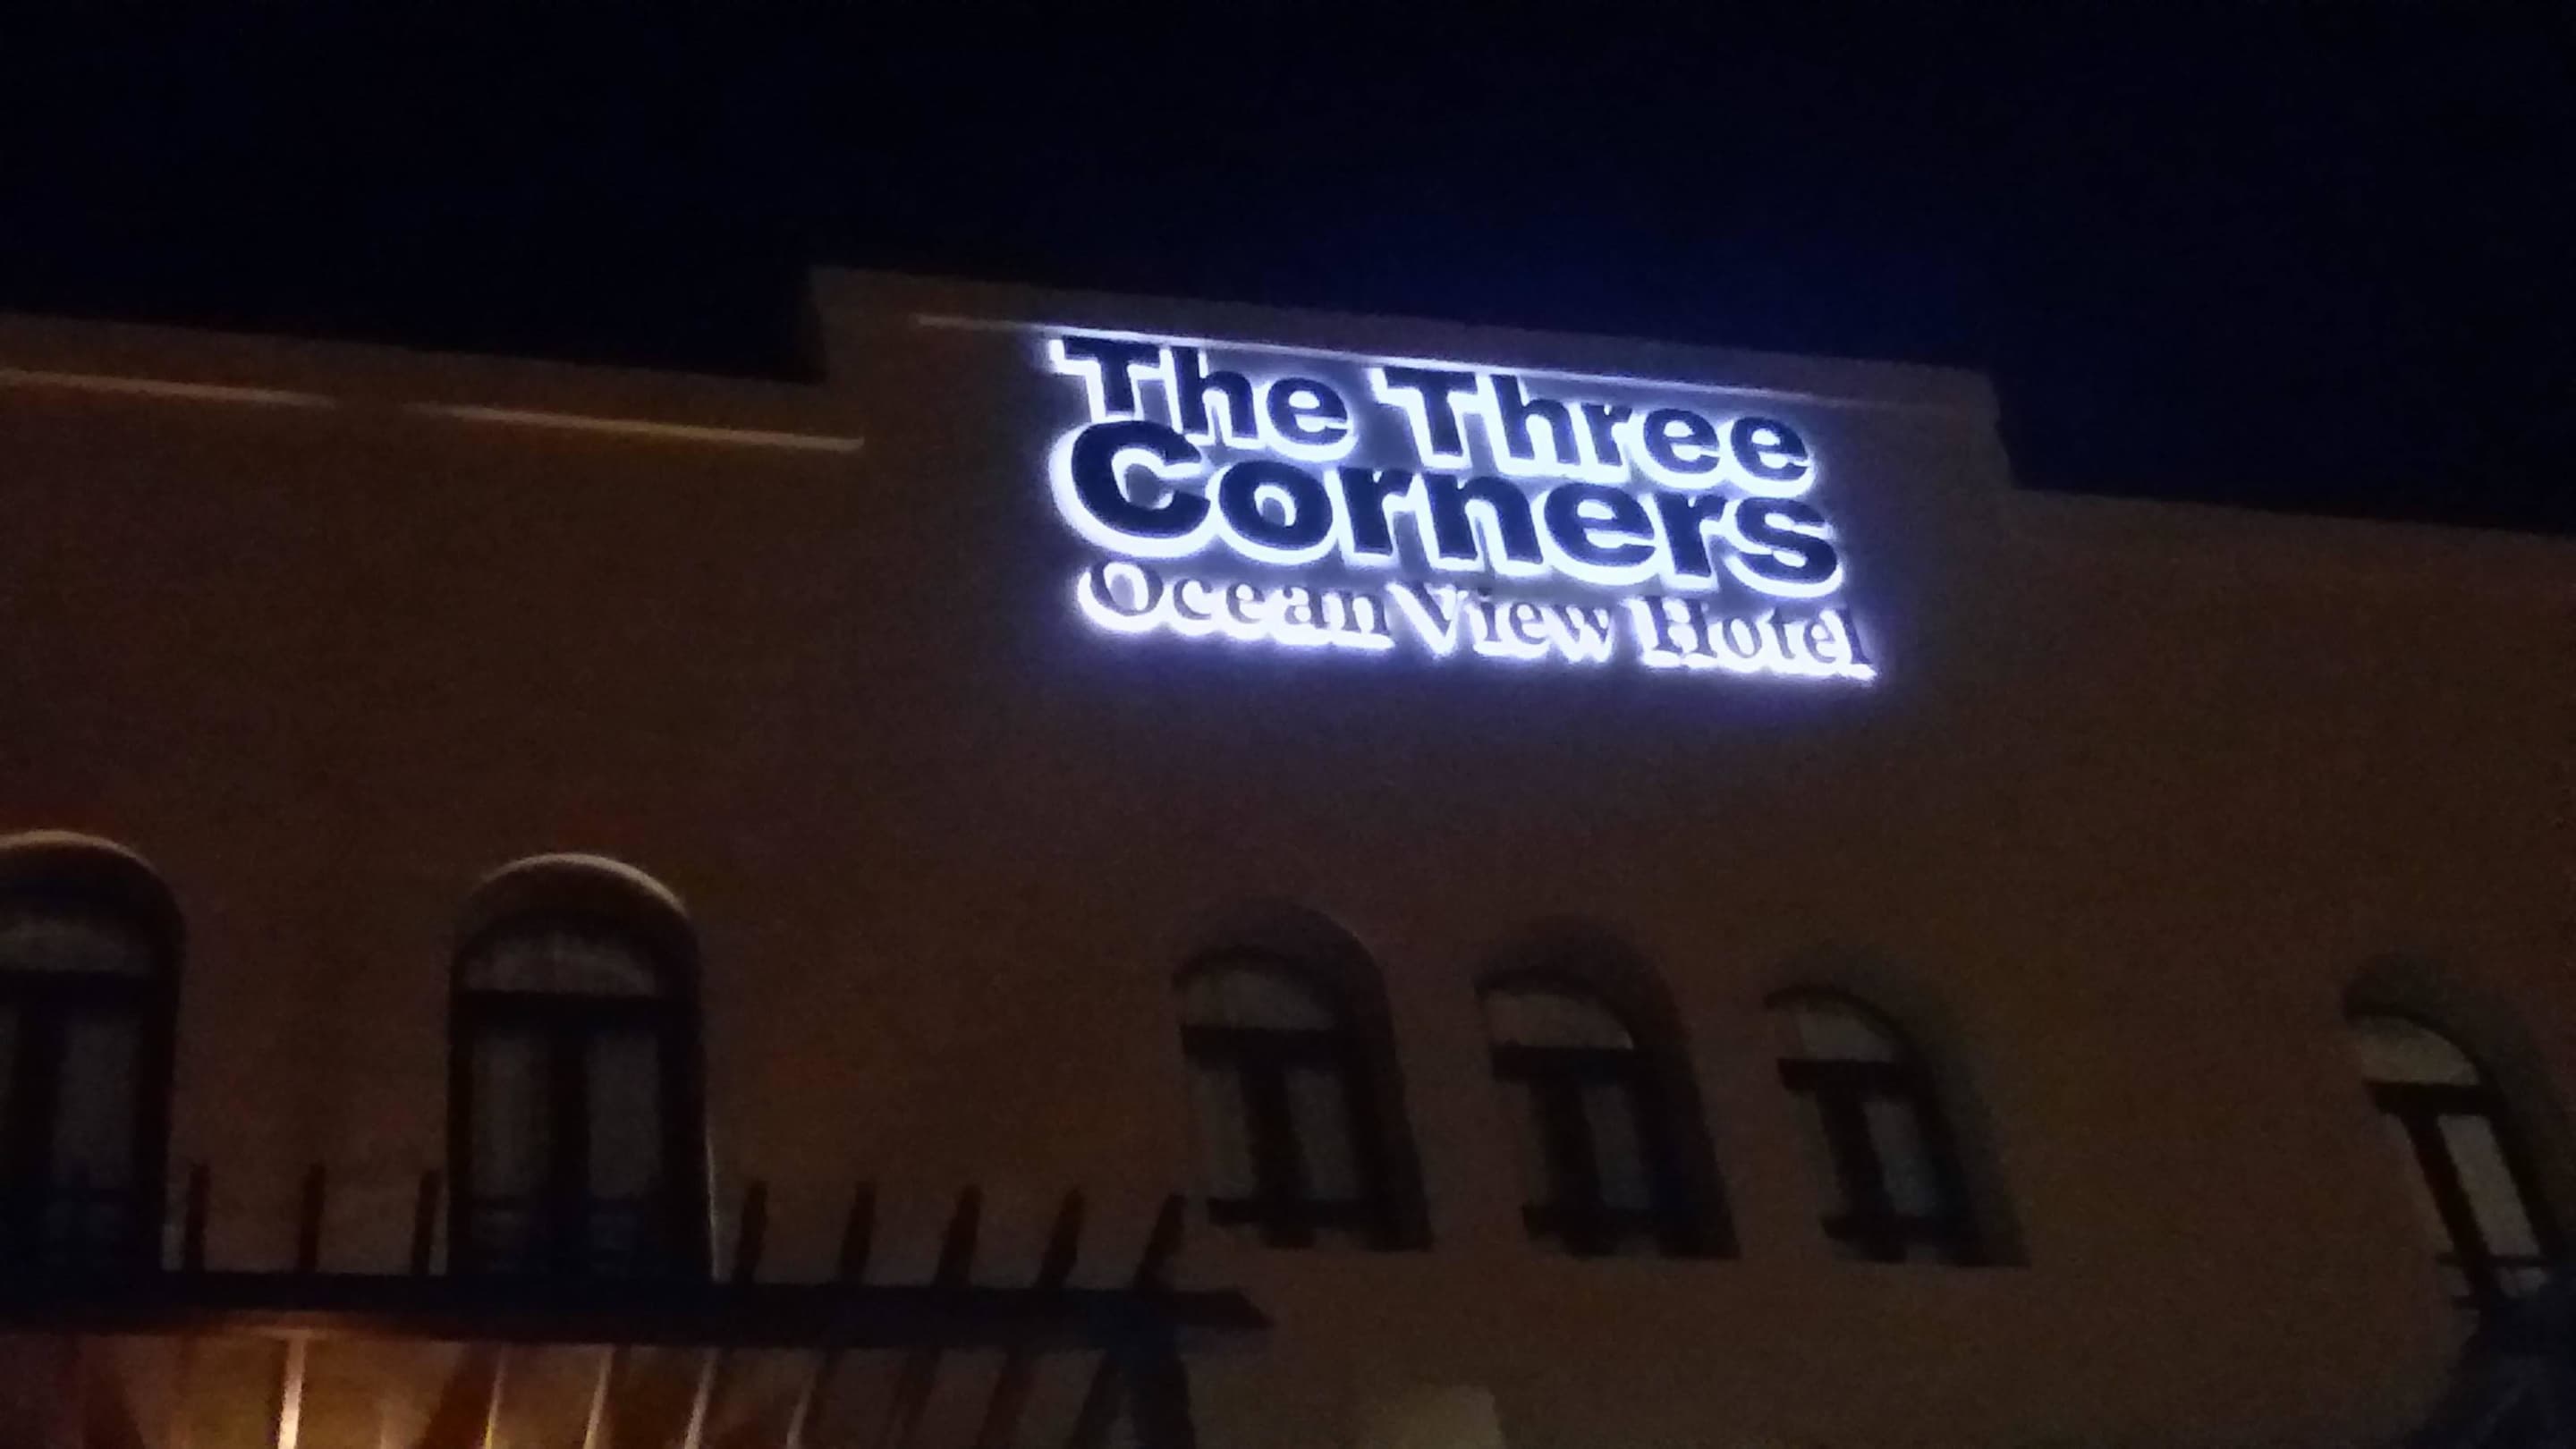 The Three
Corners
Ocean View Hotel